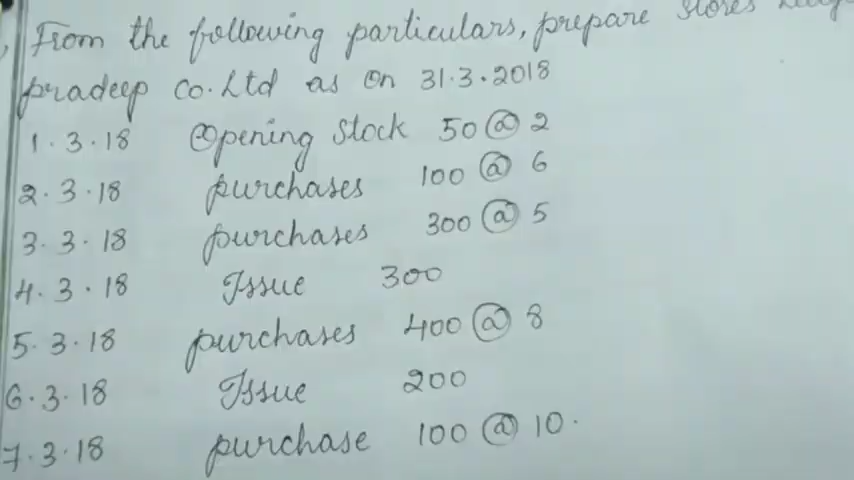 From the following particulars, prepare stores
pradeep Co. Ltd as on 31.3.2018
1.3.18 Opening stock 50 @ 2
2.3.18 purchases 100 @ 6
3.3.18 purchases 300 @ 5
4.3.18 Issue 300
5.3.18 purchases 400 @ 8
6.3.18 Issue 200
7.3.18 purchase 100 @ 10.